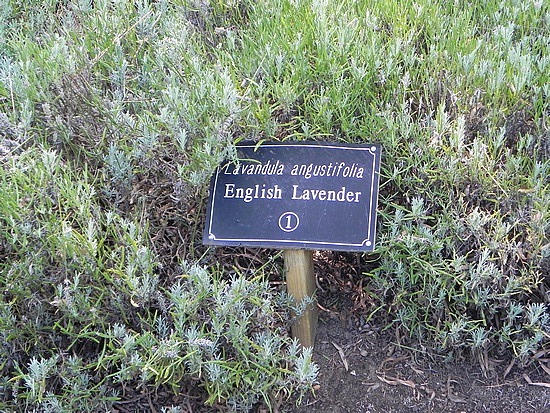 Lavandula angustifolia
English Lavender
1